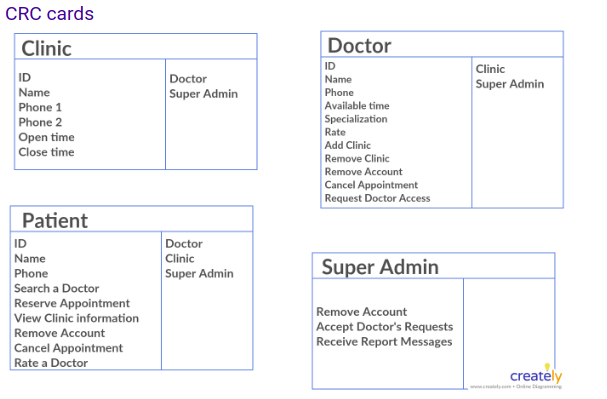 CRC cards
Clinic
ID
Name
Phone 1
Phone 2
Open time
Close time
Doctor
Super Admin
Doctor
ID
Name
Phone
Available time
Specialization
Rate
Add Clinic
Remove Clinic
Remove Account
Cancel Appointment
Request Doctor Access
Clinic
Super Admin
Patient
ID
Name
Phone
Search a Doctor
Reserve Appointment
View Clinic information
Remove Account
Cancel Appointment
Rate a Doctor
Doctor
Clinic
Super Admin
Super Admin
Remove Account
Accept Doctor's Requests
Receive Report Messages
creately
www.creately.com • Online Diagramming